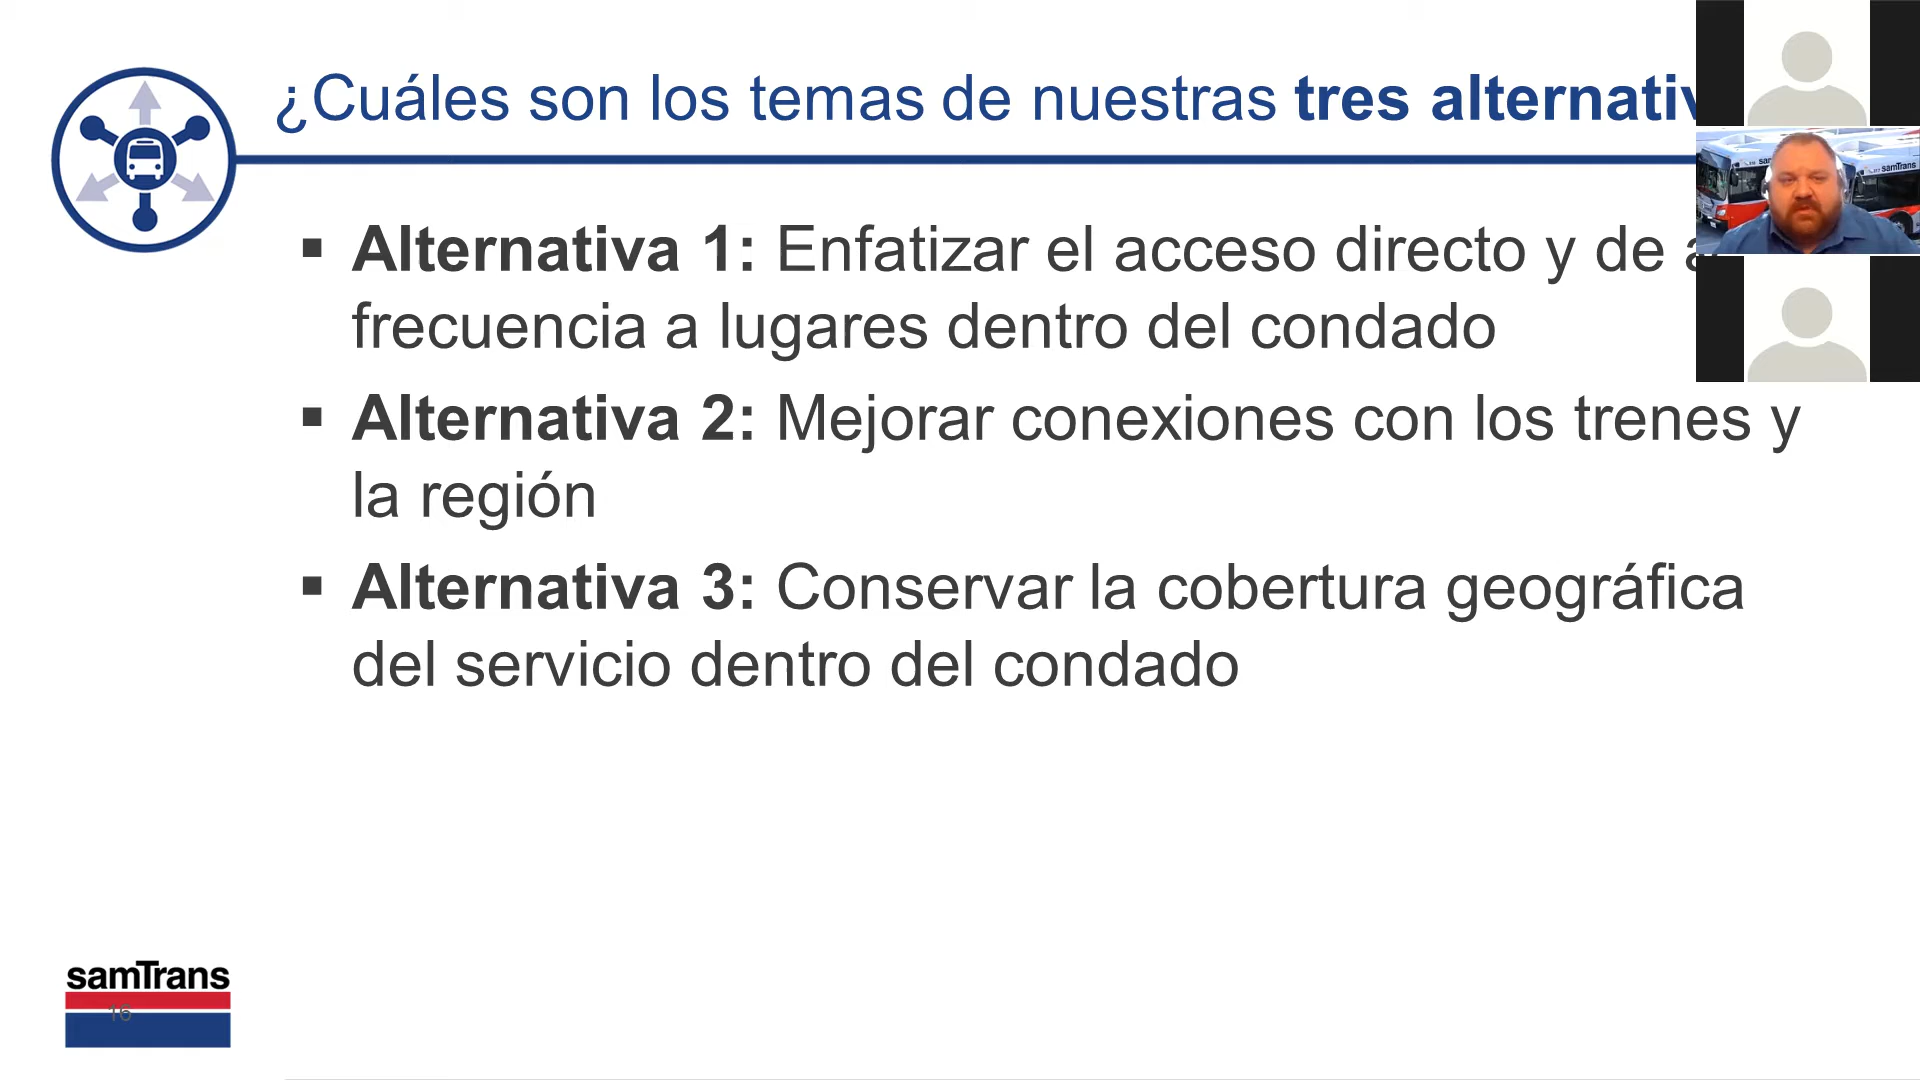 ¿Cuáles son los temas de nuestras tres
Alternativa 1: Enfatizar el acceso directo y de
frecuencia a lugares dentro del condado
Alternativa 2: Mejorar conexiones con los trenes y
la región
Alternativa 3: Conservar la cobertura geográfica
del servicio dentro del condado
samTrans
16
samTrans